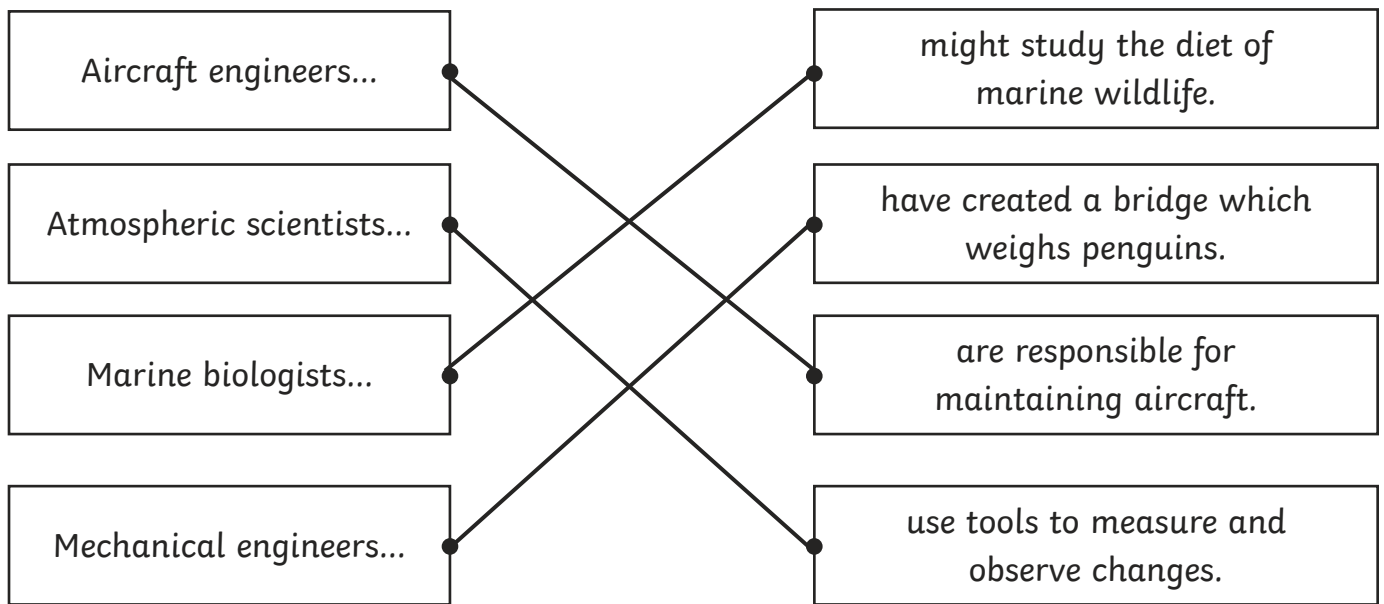 Aircraft engineers...
might study the diet of
marine wildlife.
Atmospheric scientists...
have created a bridge which
weighs penguins.
Marine biologists...
are responsible for
maintaining aircraft.
Mechanical engineers...
use tools to measure and
observe changes.